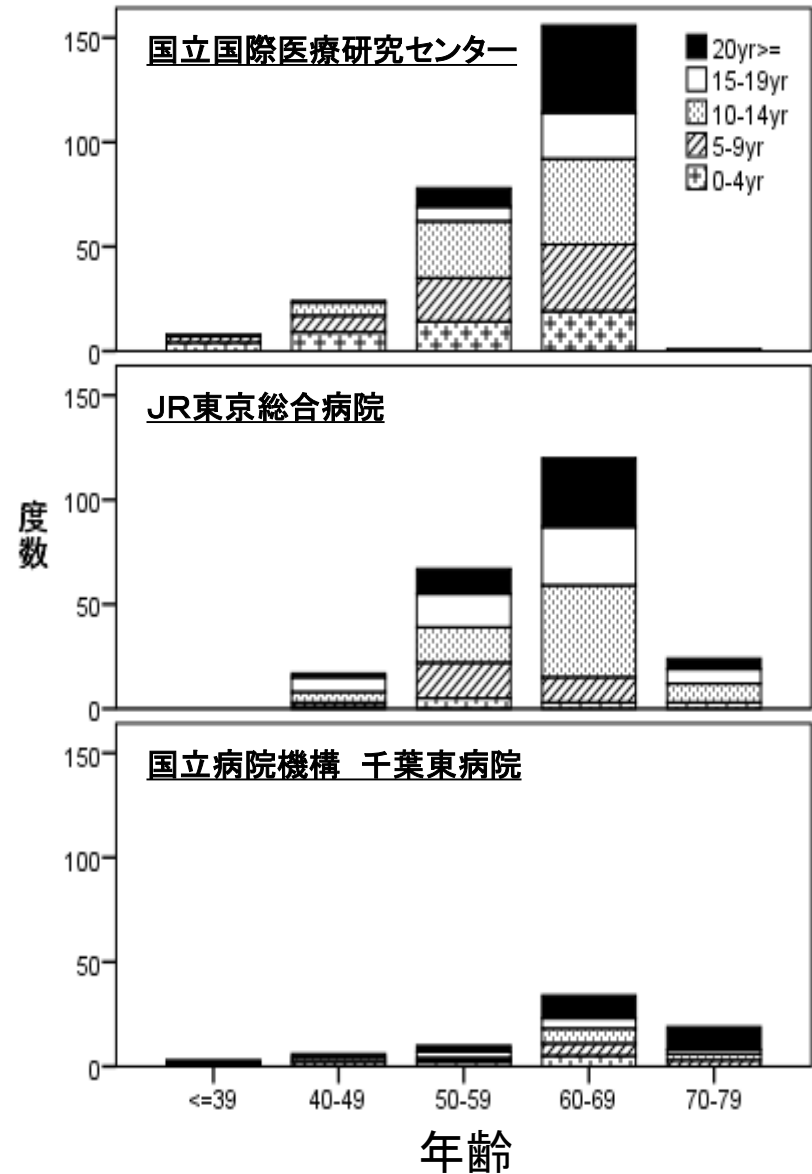 国立国際医療研究センター
20yr>=
15-19yr
10-14yr
5-9yr
0-4yr
150
100
50
0
JR東京総合病院
150
100
50
0
度数
国立病院機構 千葉東病院
150
100
50
0
<=39 40-49 50-59 60-69 70-79
年齢